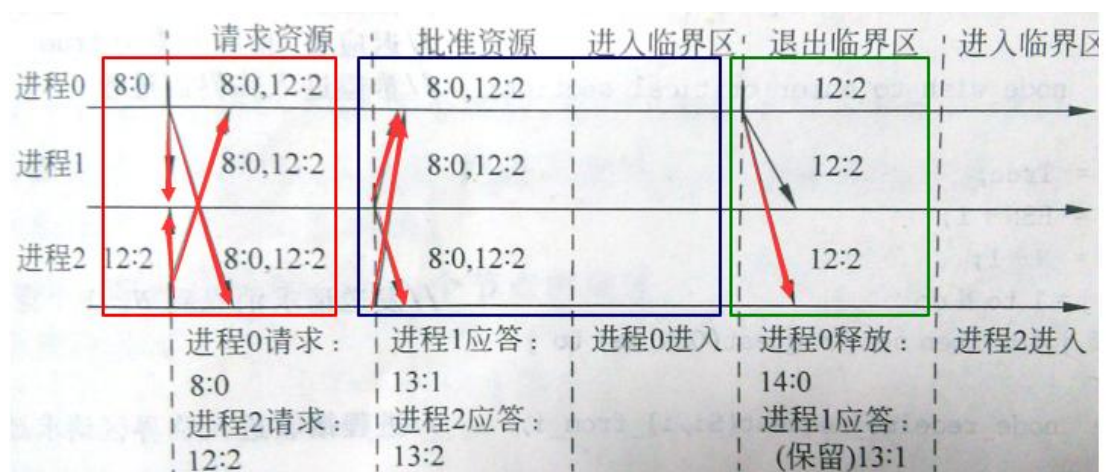 请求资源 批准资源 进入临界区 退出临界区 进入临界区
进程0 8:0 8:0,12:2 8:0,12:2 12:2
进程1 8:0,12:2 8:0,12:2 12:2
进程2 12:2 8:0,12:2 8:0,12:2 12:2
进程0请求: 进程1应答: 进程0进入 进程0释放: 进程2进入
8:0 13:1 14:0
进程2请求: 进程2应答: 进程1应答:
12:2 13:2 (保留)13:1